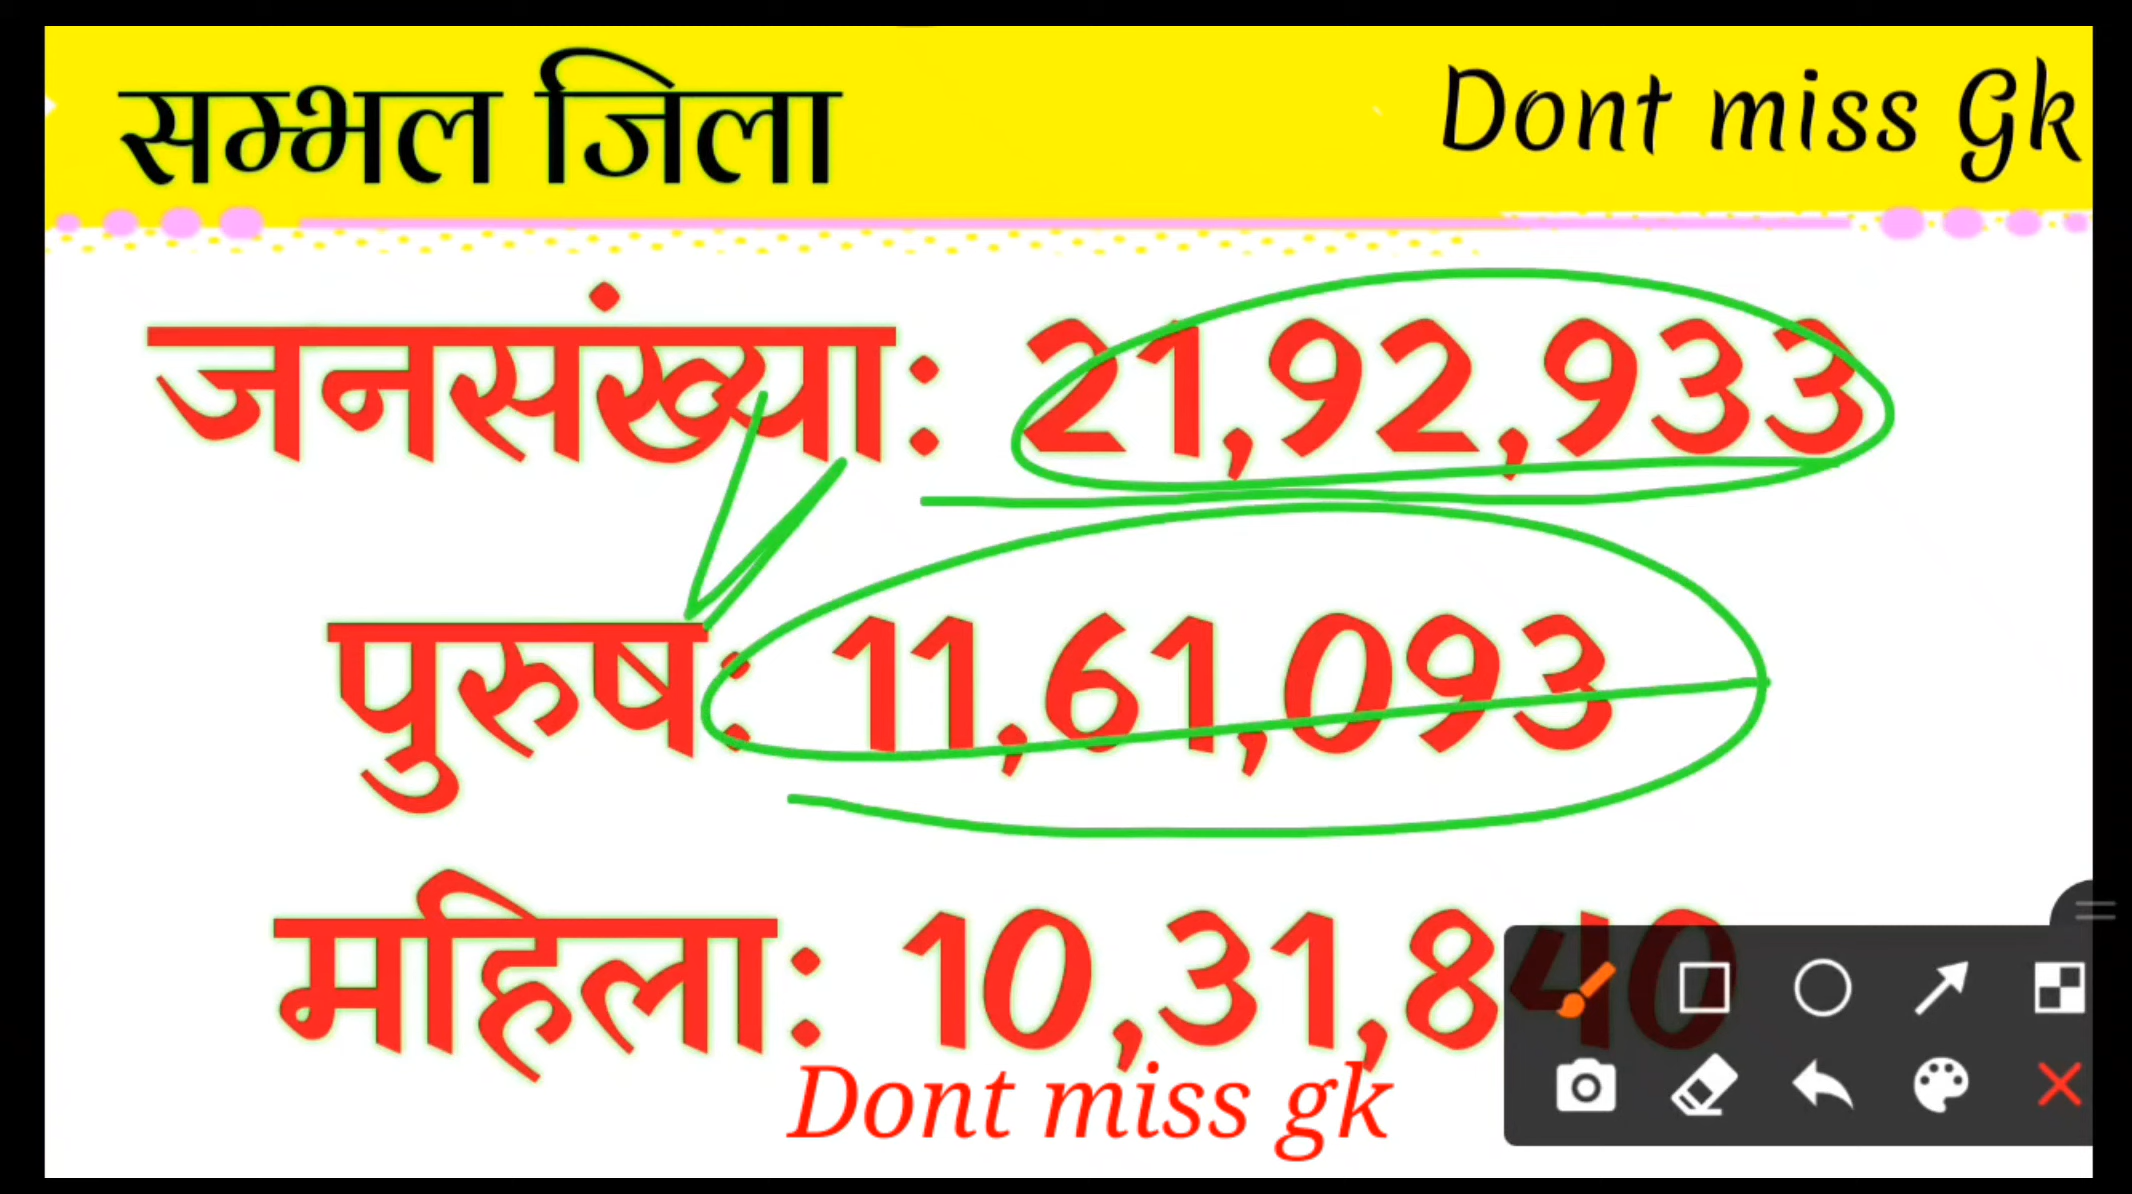 सम्भल जिला
Dont miss Gk
जनसंख्या: 21,92,933
पुरुष: 11,61,093
महिला: 10,31,840
Dont miss gk